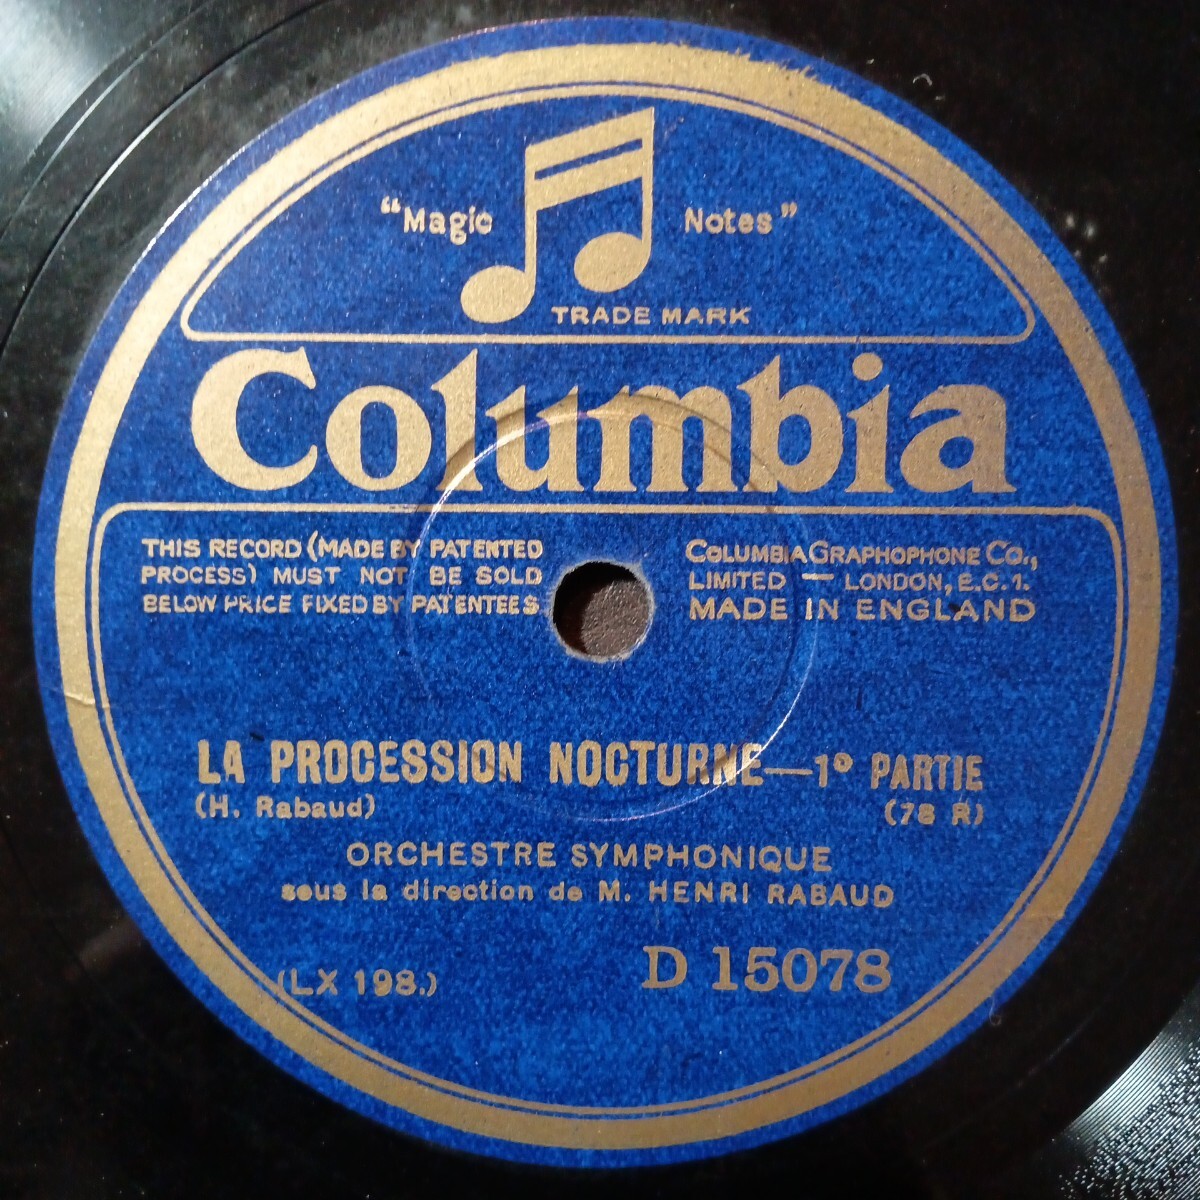 "Magic Notes"
TRADE MARK
Columbia
THIS RECORD (MADE BY PATENTED
PROCESS) MUST NOT BE SOLD
BELOW PRICE FIXED BY PATENTEES
COLUMBIA GRAPHOPHONE CO.,
LIMITED — LONDON, E.C.1.
MADE IN ENGLAND
LA PROCESSION NOCTURNE—1º PARTIE
(H. Rabaud) (78 R)
ORCHESTRE SYMPHONIQUE
sous la direction de M. HENRI RABAUD
(LX 198.) D 15078